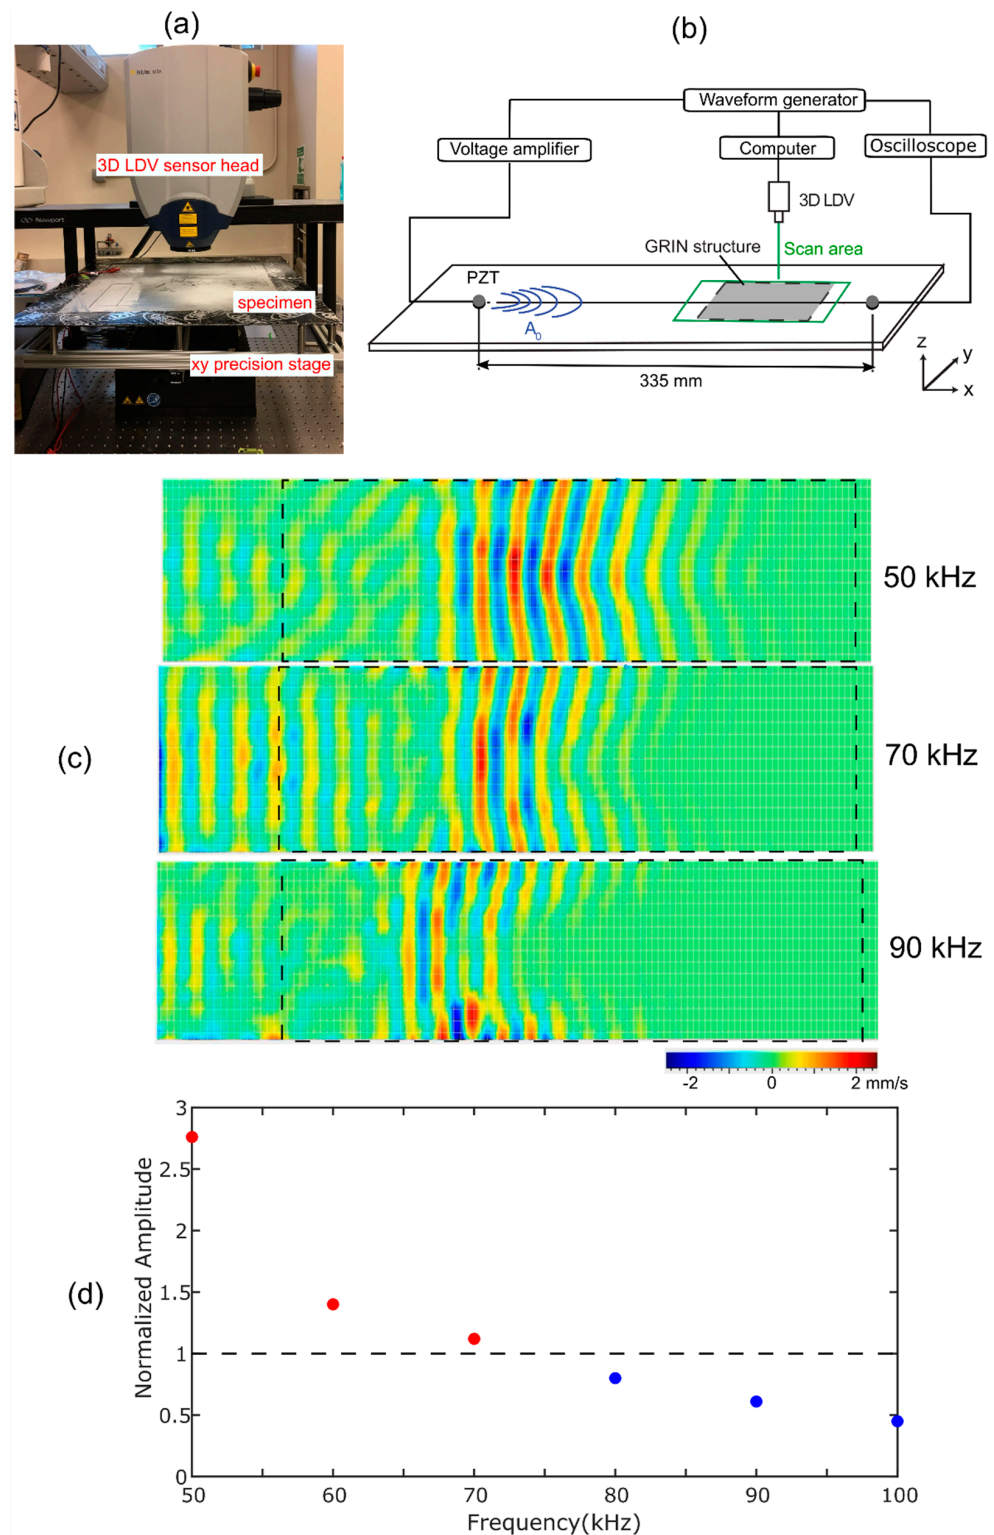 (a)
3D LDV sensor head
Newport
specimen
xy precision stage
(b)
Waveform generator
Voltage amplifier
Computer
Oscilloscope
3D LDV
GRIN structure
Scan area
PZT
A0
335 mm
z
y
x
(c)
50 kHz
70 kHz
90 kHz
-2 0 2 mm/s
(d)
Normalized Amplitude
3
2.5
2
1.5
1
0.5
0
50 60 70 80 90 100
Frequency(kHz)